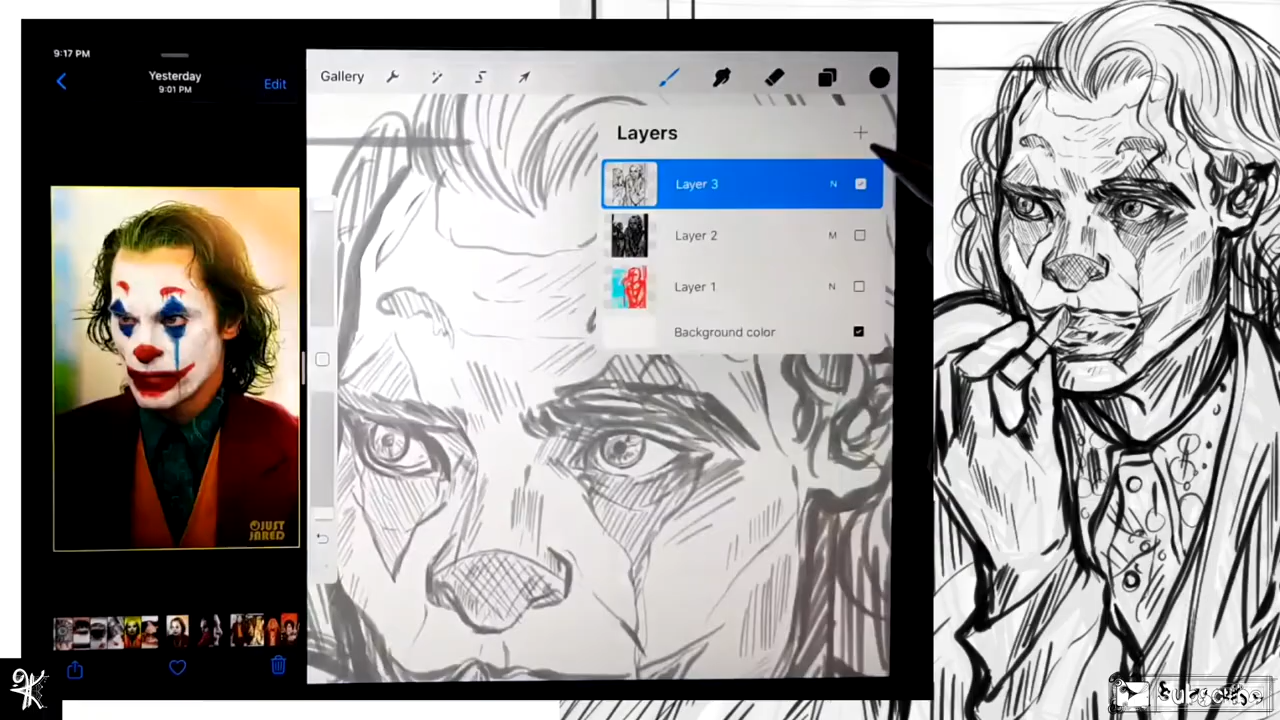 9:17 PM
Yesterday
9:01 PM
Edit
Gallery
Layers
Layer 3
N
Layer 2
M
Layer 1
N
Background color
JUST
JARED
Subscribe